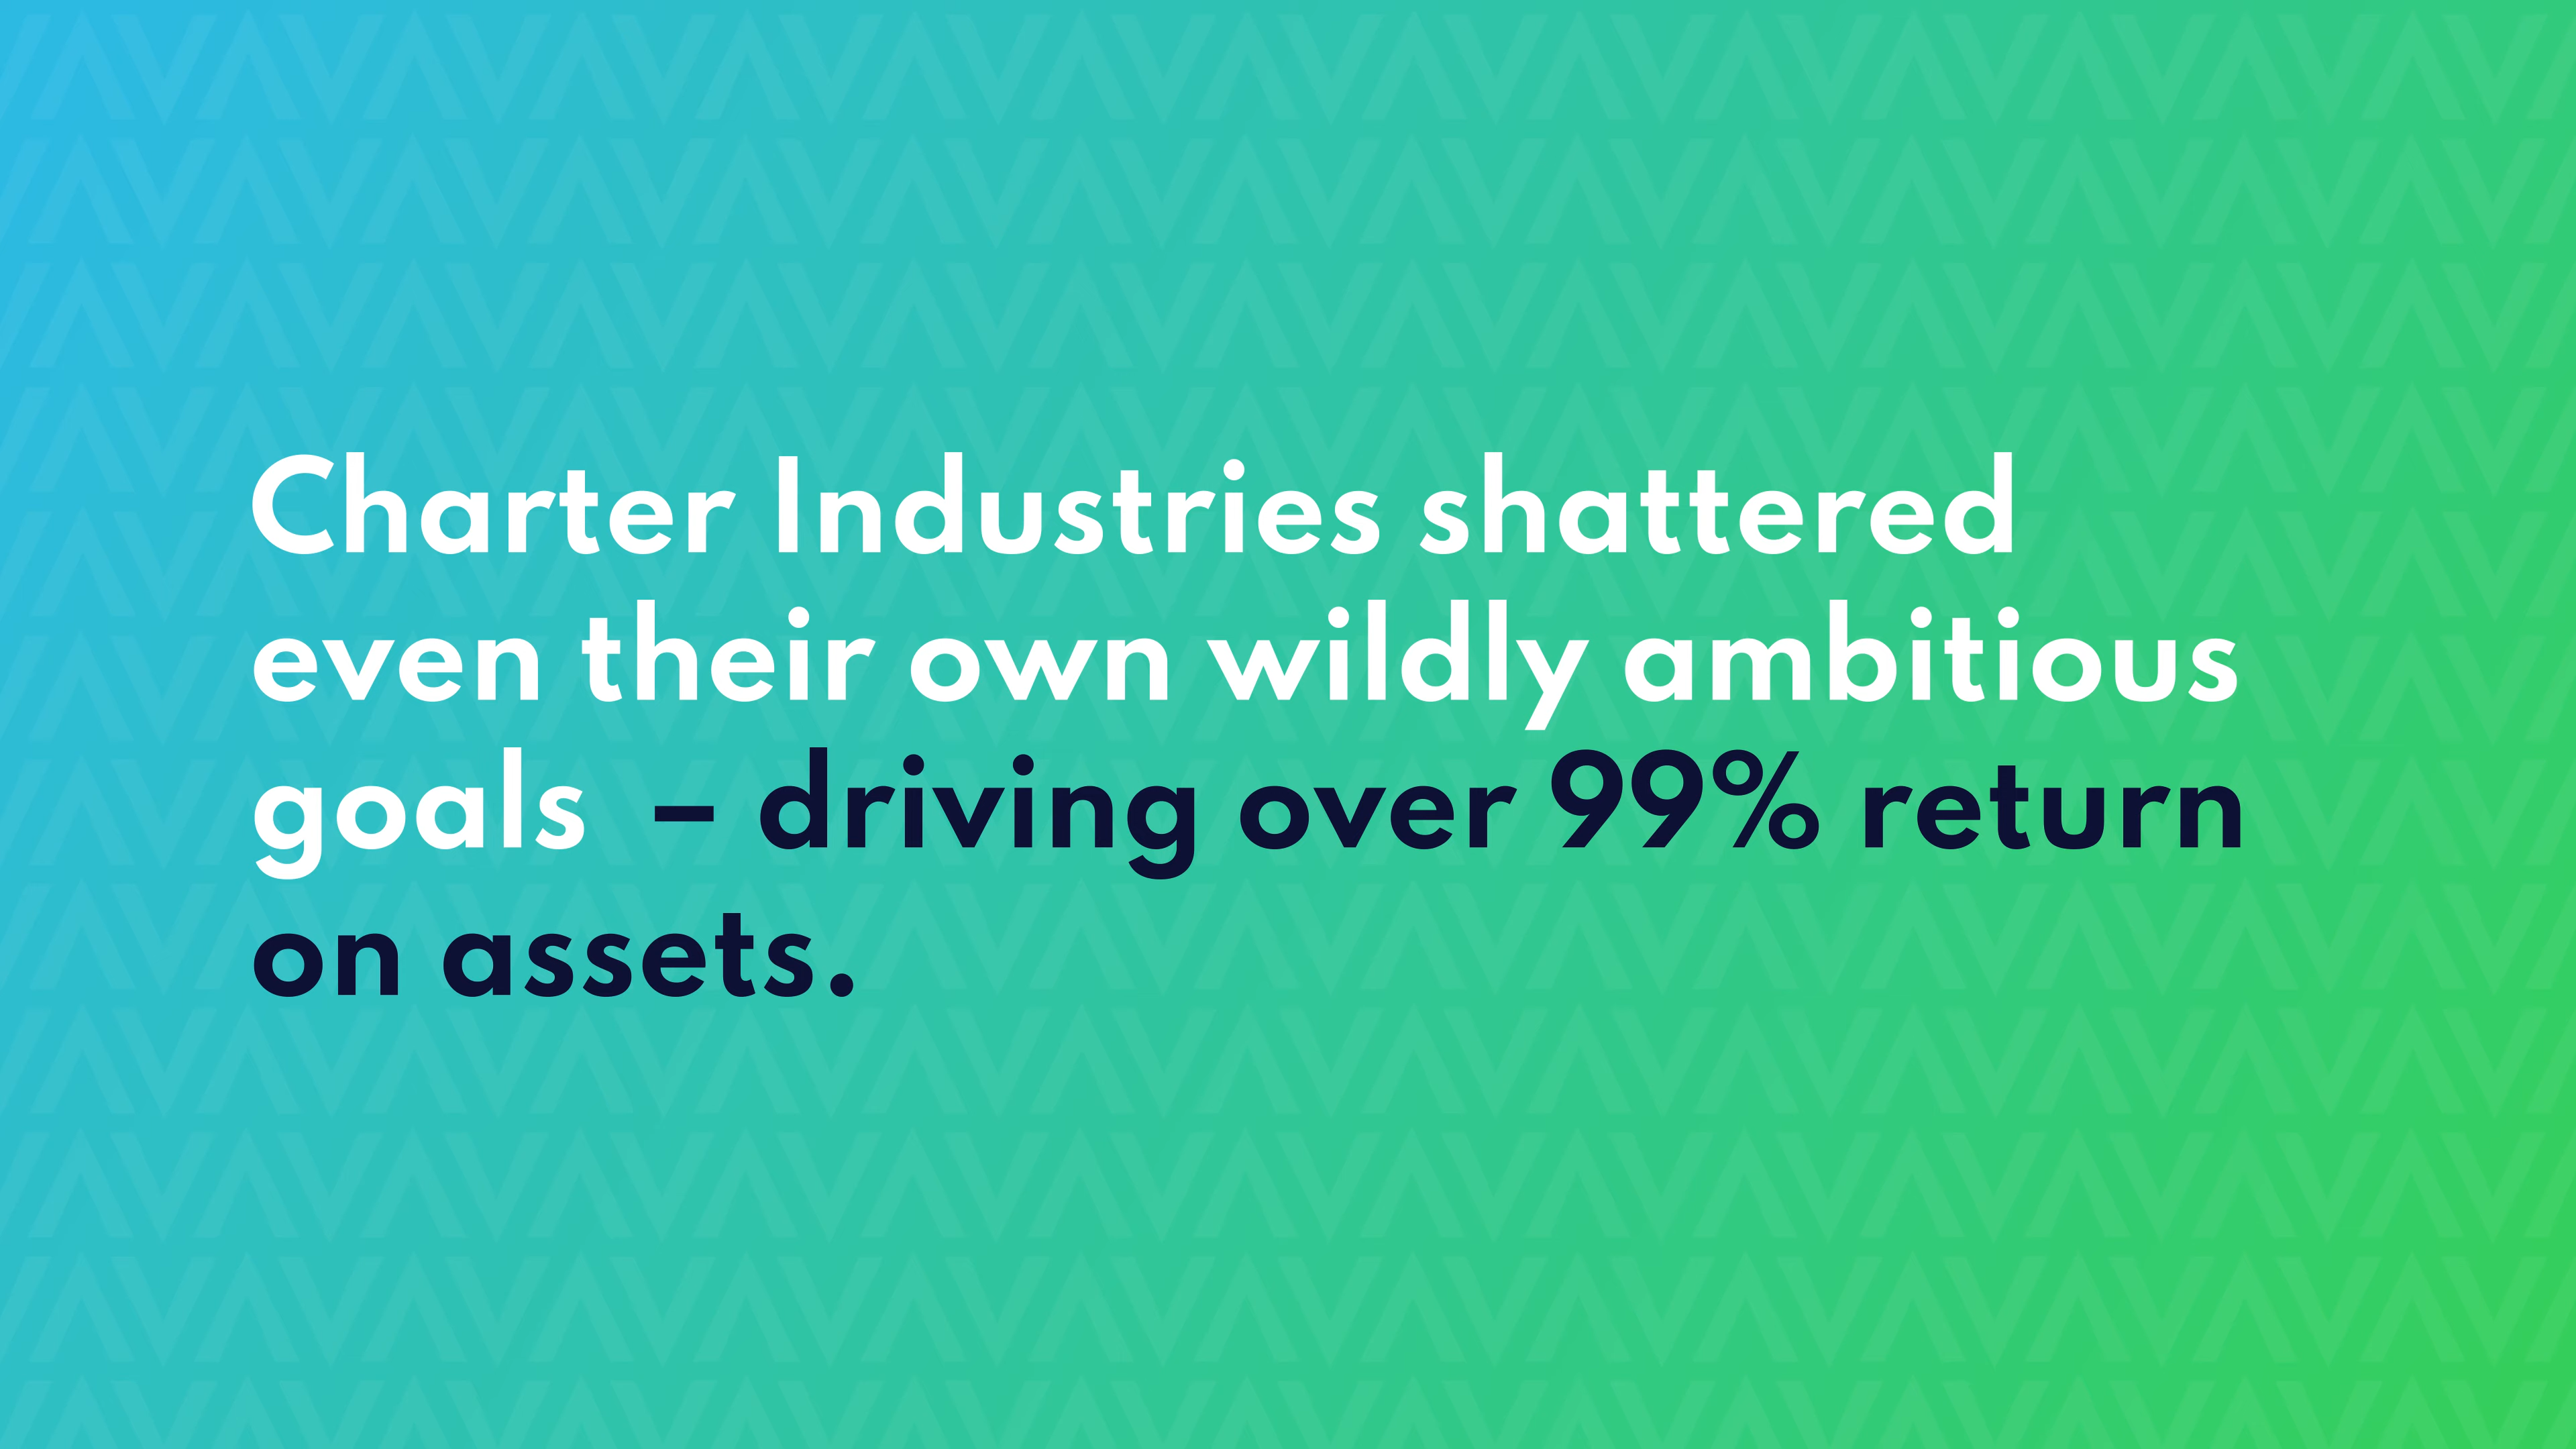 Charter Industries shattered
even their own wildly ambitious
goals – driving over 99% return
on assets.